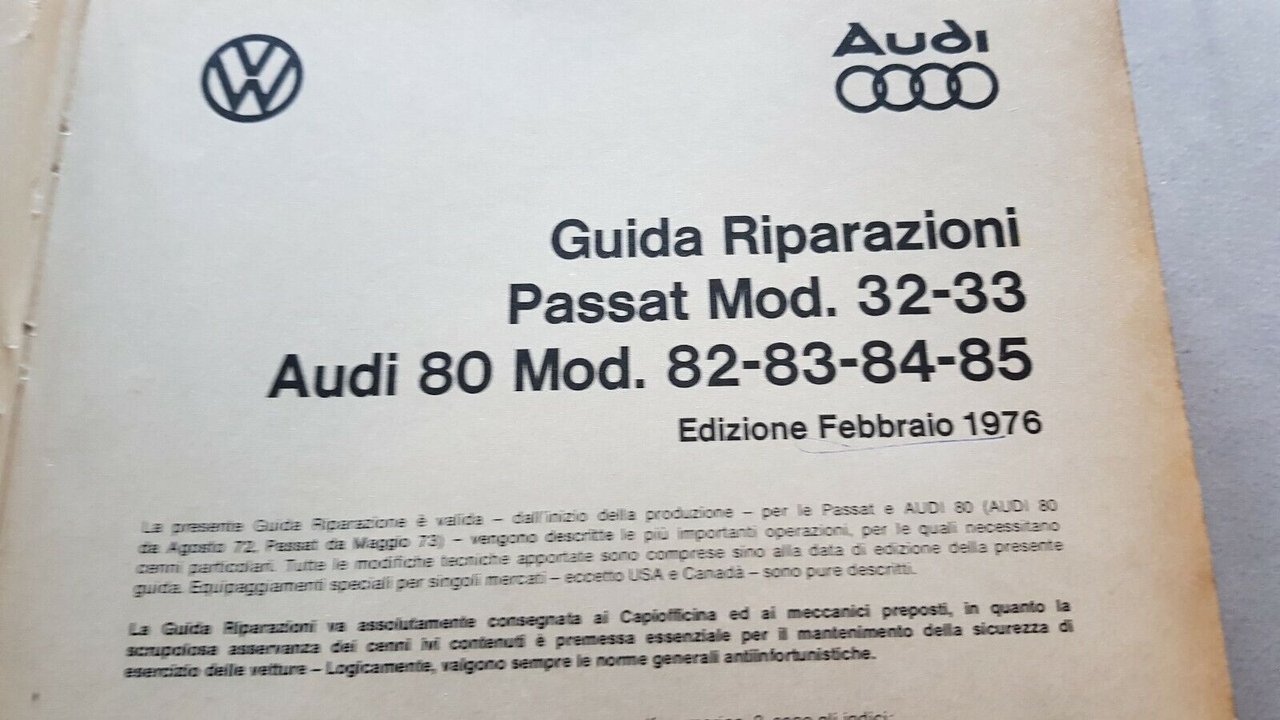 VW
Audi
Guida Riparazioni
Passat Mod. 32-33
Audi 80 Mod. 82-83-84-85
Edizione Febbraio 1976
La presente Guida Riparazione è valida – dall'inizio della produzione – per le Passat e AUDI 80 (AUDI 80
da Agosto 72, Passat da Maggio 73) – vengono descritte le più importanti operazioni, per le quali necessitano
cenni particolari. Tutte le modifiche tecniche apportate sono comprese sino alla data di edizione della presente
guida. Equipaggiamenti speciali per singoli mercati – eccetto USA e Canadà – sono pure descritti.
La Guida Riparazioni va assolutamente consegnata ai Capiofficina ed ai meccanici preposti, in quanto la
scrupolosa asservanza dei cenni ivi contenuti è premessa essenziale per il mantenimento della sicurezza di
esercizio delle vetture – Logicamente, valgono sempre le norme generali antiinfortunistiche.
sono gli indici: